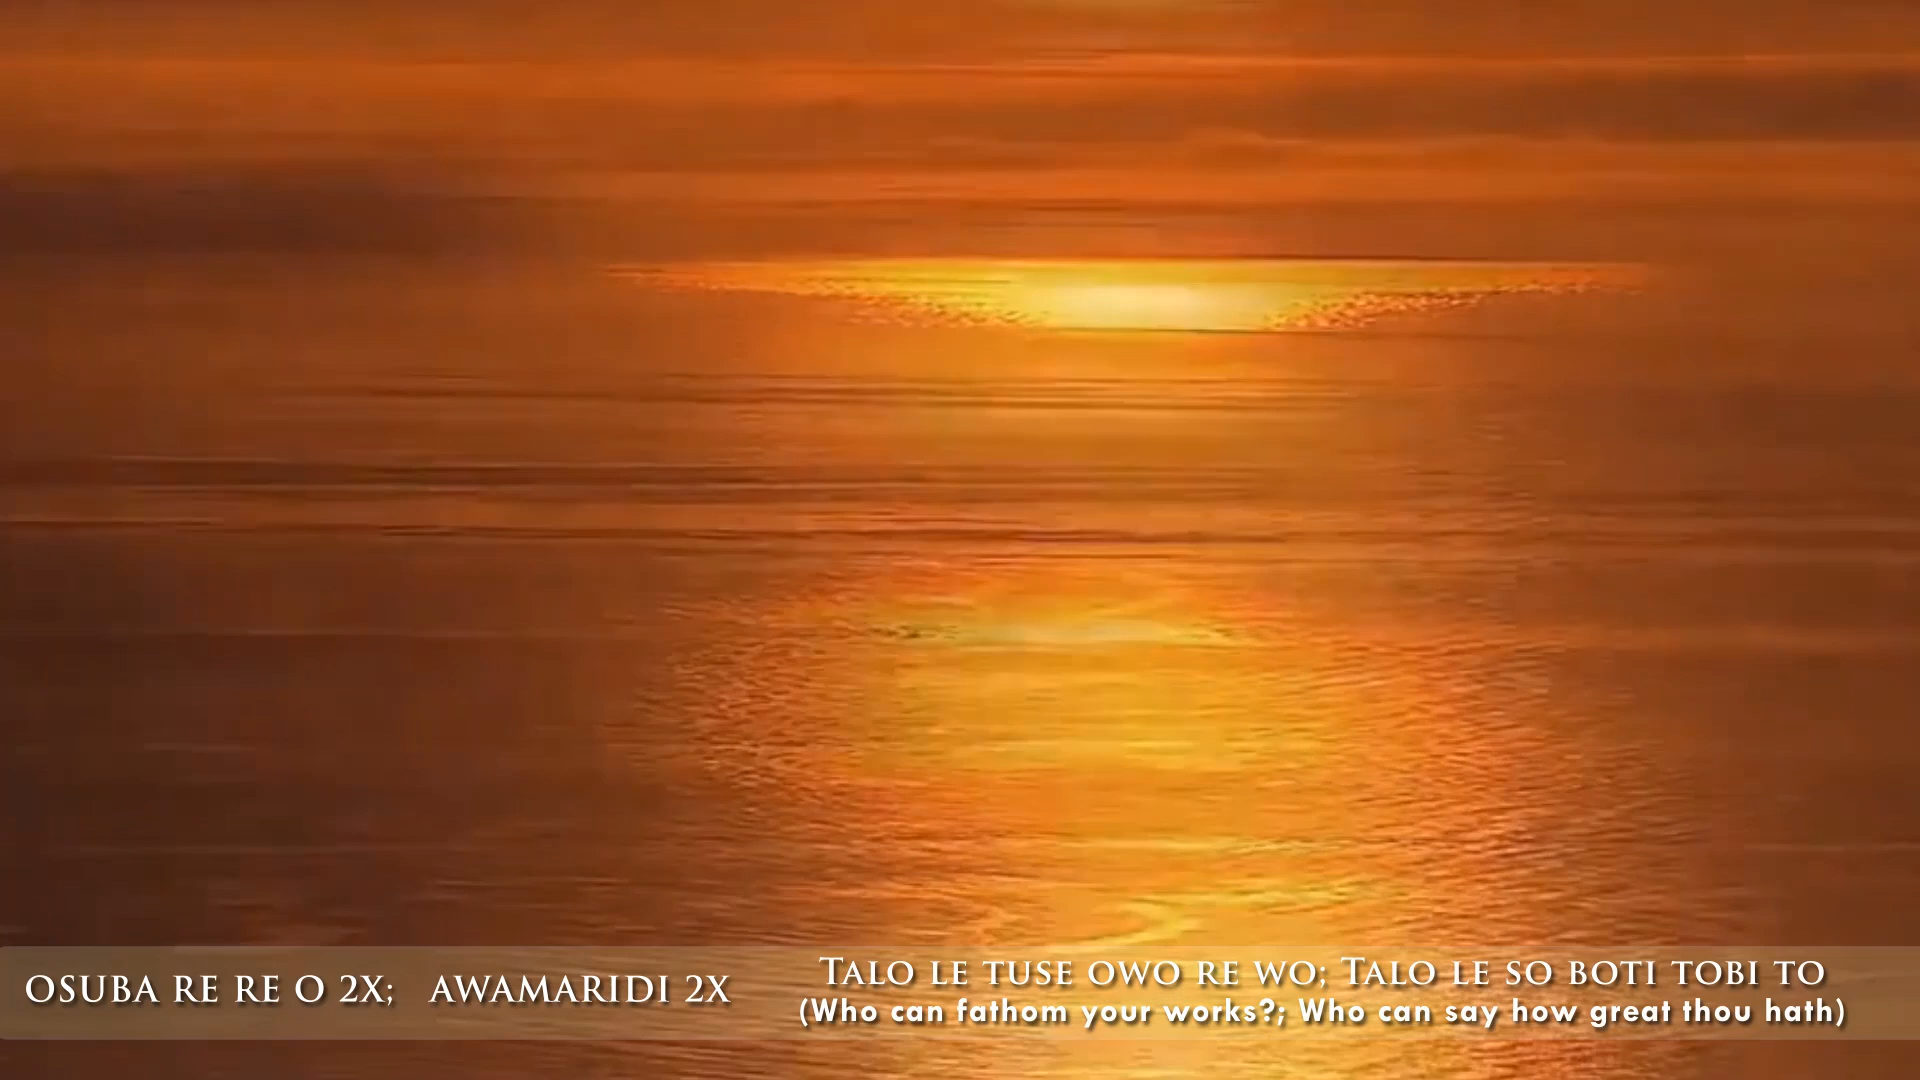 OSUBA RE RE O 2X; AWAMARIDI 2X
TALO LE TUSE OWO RE WO; TALO LE SO BOTI TOBI TO
(Who can fathom your works?; Who can say how great thou hath)